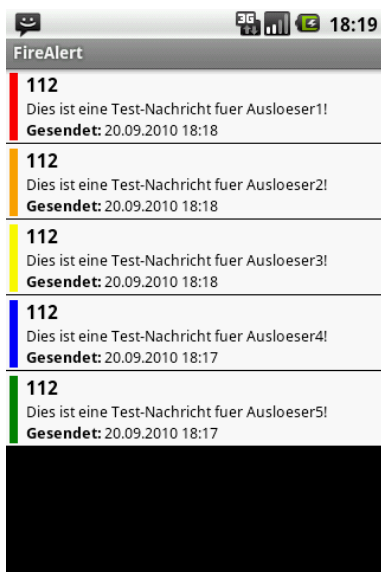 3G 18:19
FireAlert
112
Dies ist eine Test-Nachricht fuer Ausloeser1!
Gesendet: 20.09.2010 18:18
112
Dies ist eine Test-Nachricht fuer Ausloeser2!
Gesendet: 20.09.2010 18:18
112
Dies ist eine Test-Nachricht fuer Ausloeser3!
Gesendet: 20.09.2010 18:18
112
Dies ist eine Test-Nachricht fuer Ausloeser4!
Gesendet: 20.09.2010 18:17
112
Dies ist eine Test-Nachricht fuer Ausloeser5!
Gesendet: 20.09.2010 18:17